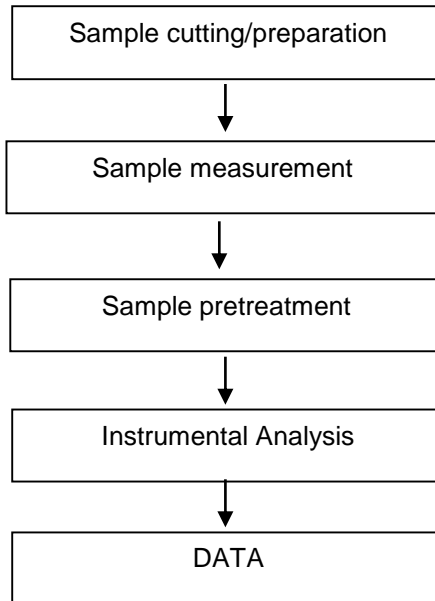 Sample cutting/preparation
Sample measurement
Sample pretreatment
Instrumental Analysis
DATA